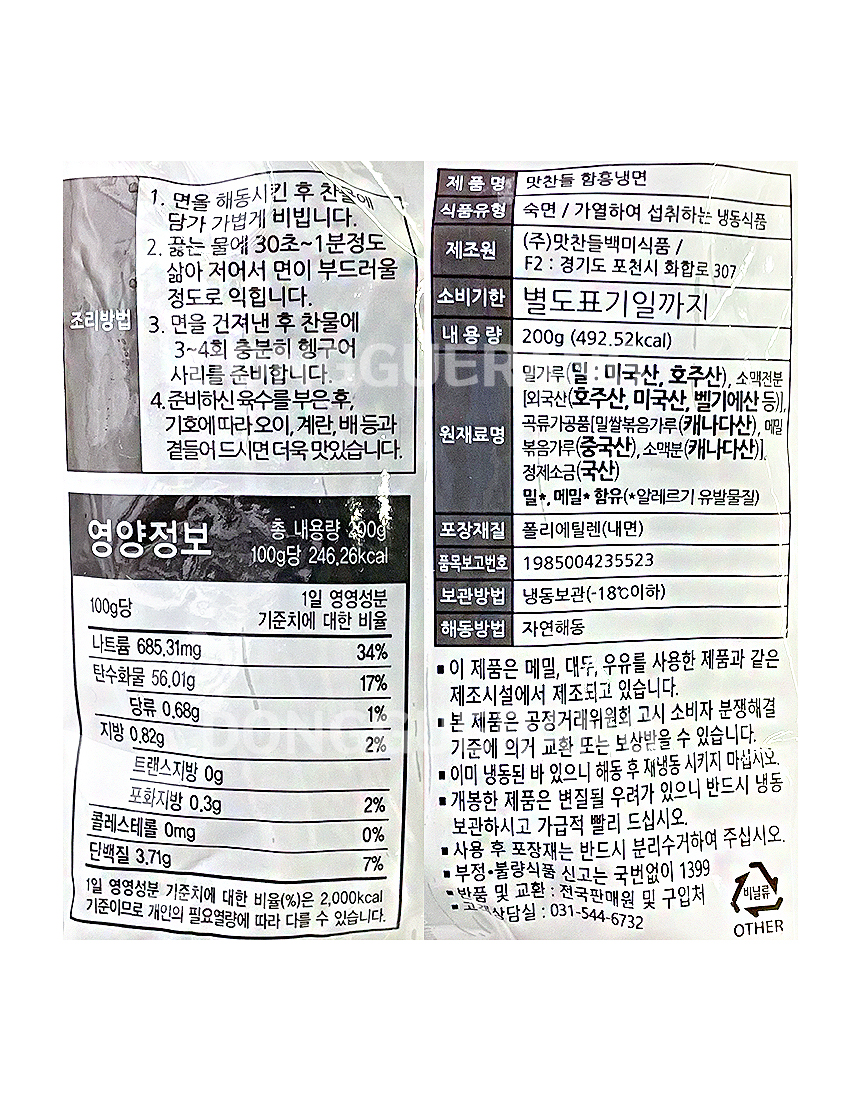 조리방법
1. 면을 해동시킨 후 찬물에
담가 가볍게 비빕니다.
2. 끓는 물에 30초~1분정도
삶아 저어서 면이 부드러울
정도로 익힙니다.
3. 면을 건져낸 후 찬물에
3~4회 충분히 헹구어
사리를 준비합니다.
4. 준비하신 육수를 부은 후,
기호에 따라 오이, 계란, 배 등과
곁들어 드시면 더욱 맛있습니다.
영양정보
총 내용량 200g
100g당 246.26kcal
100g당
1일 영영성분
기준치에 대한 비율
나트륨 685.31mg 34%
탄수화물 56.01g 17%
당류 0.68g 1%
지방 0.82g 2%
트랜스지방 0g
포화지방 0.3g 2%
콜레스테롤 0mg 0%
단백질 3.71g 7%
1일 영영성분 기준치에 대한 비율(%)은 2,000kcal
기준이므로 개인의 필요열량에 따라 다를 수 있습니다.
제품명 맛찬들 함흥냉면
식품유형 숙면 / 가열하여 섭취하는 냉동식품
제조원 (주)맛찬들백미식품 /
F2 : 경기도 포천시 화합로 307
소비기한 별도표기일까지
내용량 200g (492.52kcal)
원재료명
밀가루(밀: 미국산, 호주산), 소맥전분
[외국산(호주산, 미국산, 벨기에산 등)],
곡류가공품[밀쌀볶음가루(캐나다산), 메밀
볶음가루(중국산), 소맥분(캐나다산)],
정제소금(국산)
밀*, 메밀* 함유(*알레르기 유발물질)
포장재질 폴리에틸렌(내면)
품목보고번호 1985004235523
보관방법 냉동보관(-18℃이하)
해동방법 자연해동
▪ 이 제품은 메밀, 대두, 우유를 사용한 제품과 같은
제조시설에서 제조되고 있습니다.
▪ 본 제품은 공정거래위원회 고시 소비자 분쟁해결
기준에 의거 교환 또는 보상받을 수 있습니다.
▪ 이미 냉동된 바 있으니 해동 후 재냉동 시키지 마십시오.
▪ 개봉한 제품은 변질될 우려가 있으니 반드시 냉동
보관하시고 가급적 빨리 드십시오.
▪ 사용 후 포장재는 반드시 분리수거하여 주십시오.
▪ 부정•불량식품 신고는 국번없이 1399
▪ 반품 및 교환 : 전국판매원 및 구입처
▪ 고객상담실 : 031-544-6732
비닐류
OTHER